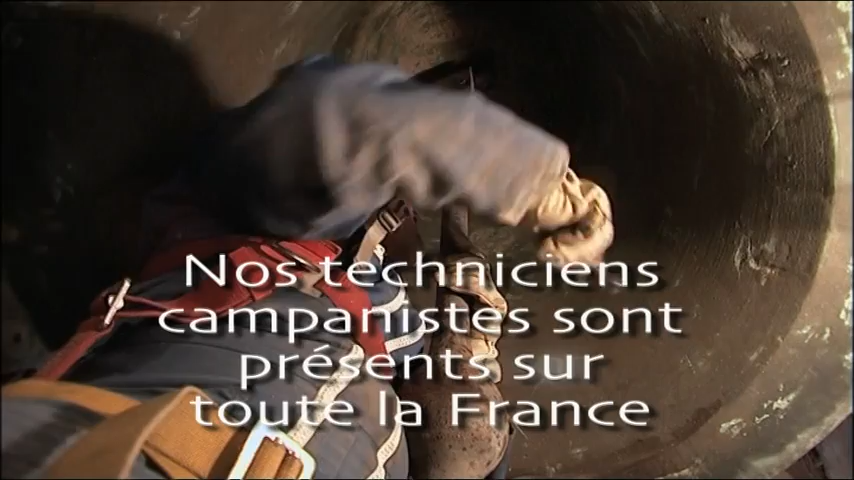 Nos techniciens
campanistes sont
présents sur
toute la France